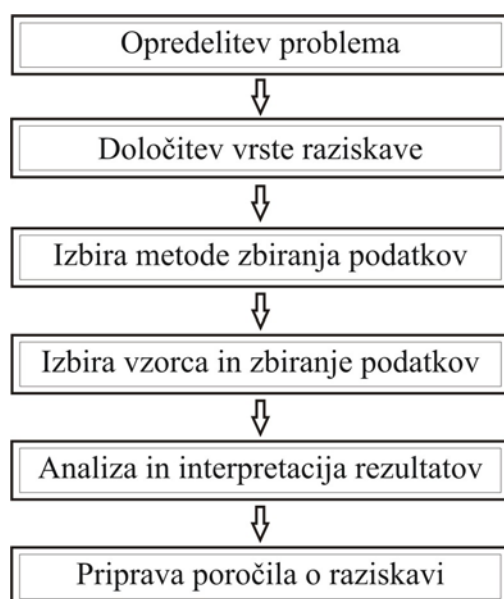 Opredelitev problema
Določitev vrste raziskave
Izbira metode zbiranja podatkov
Izbira vzorca in zbiranje podatkov
Analiza in interpretacija rezultatov
Priprava poročila o raziskavi